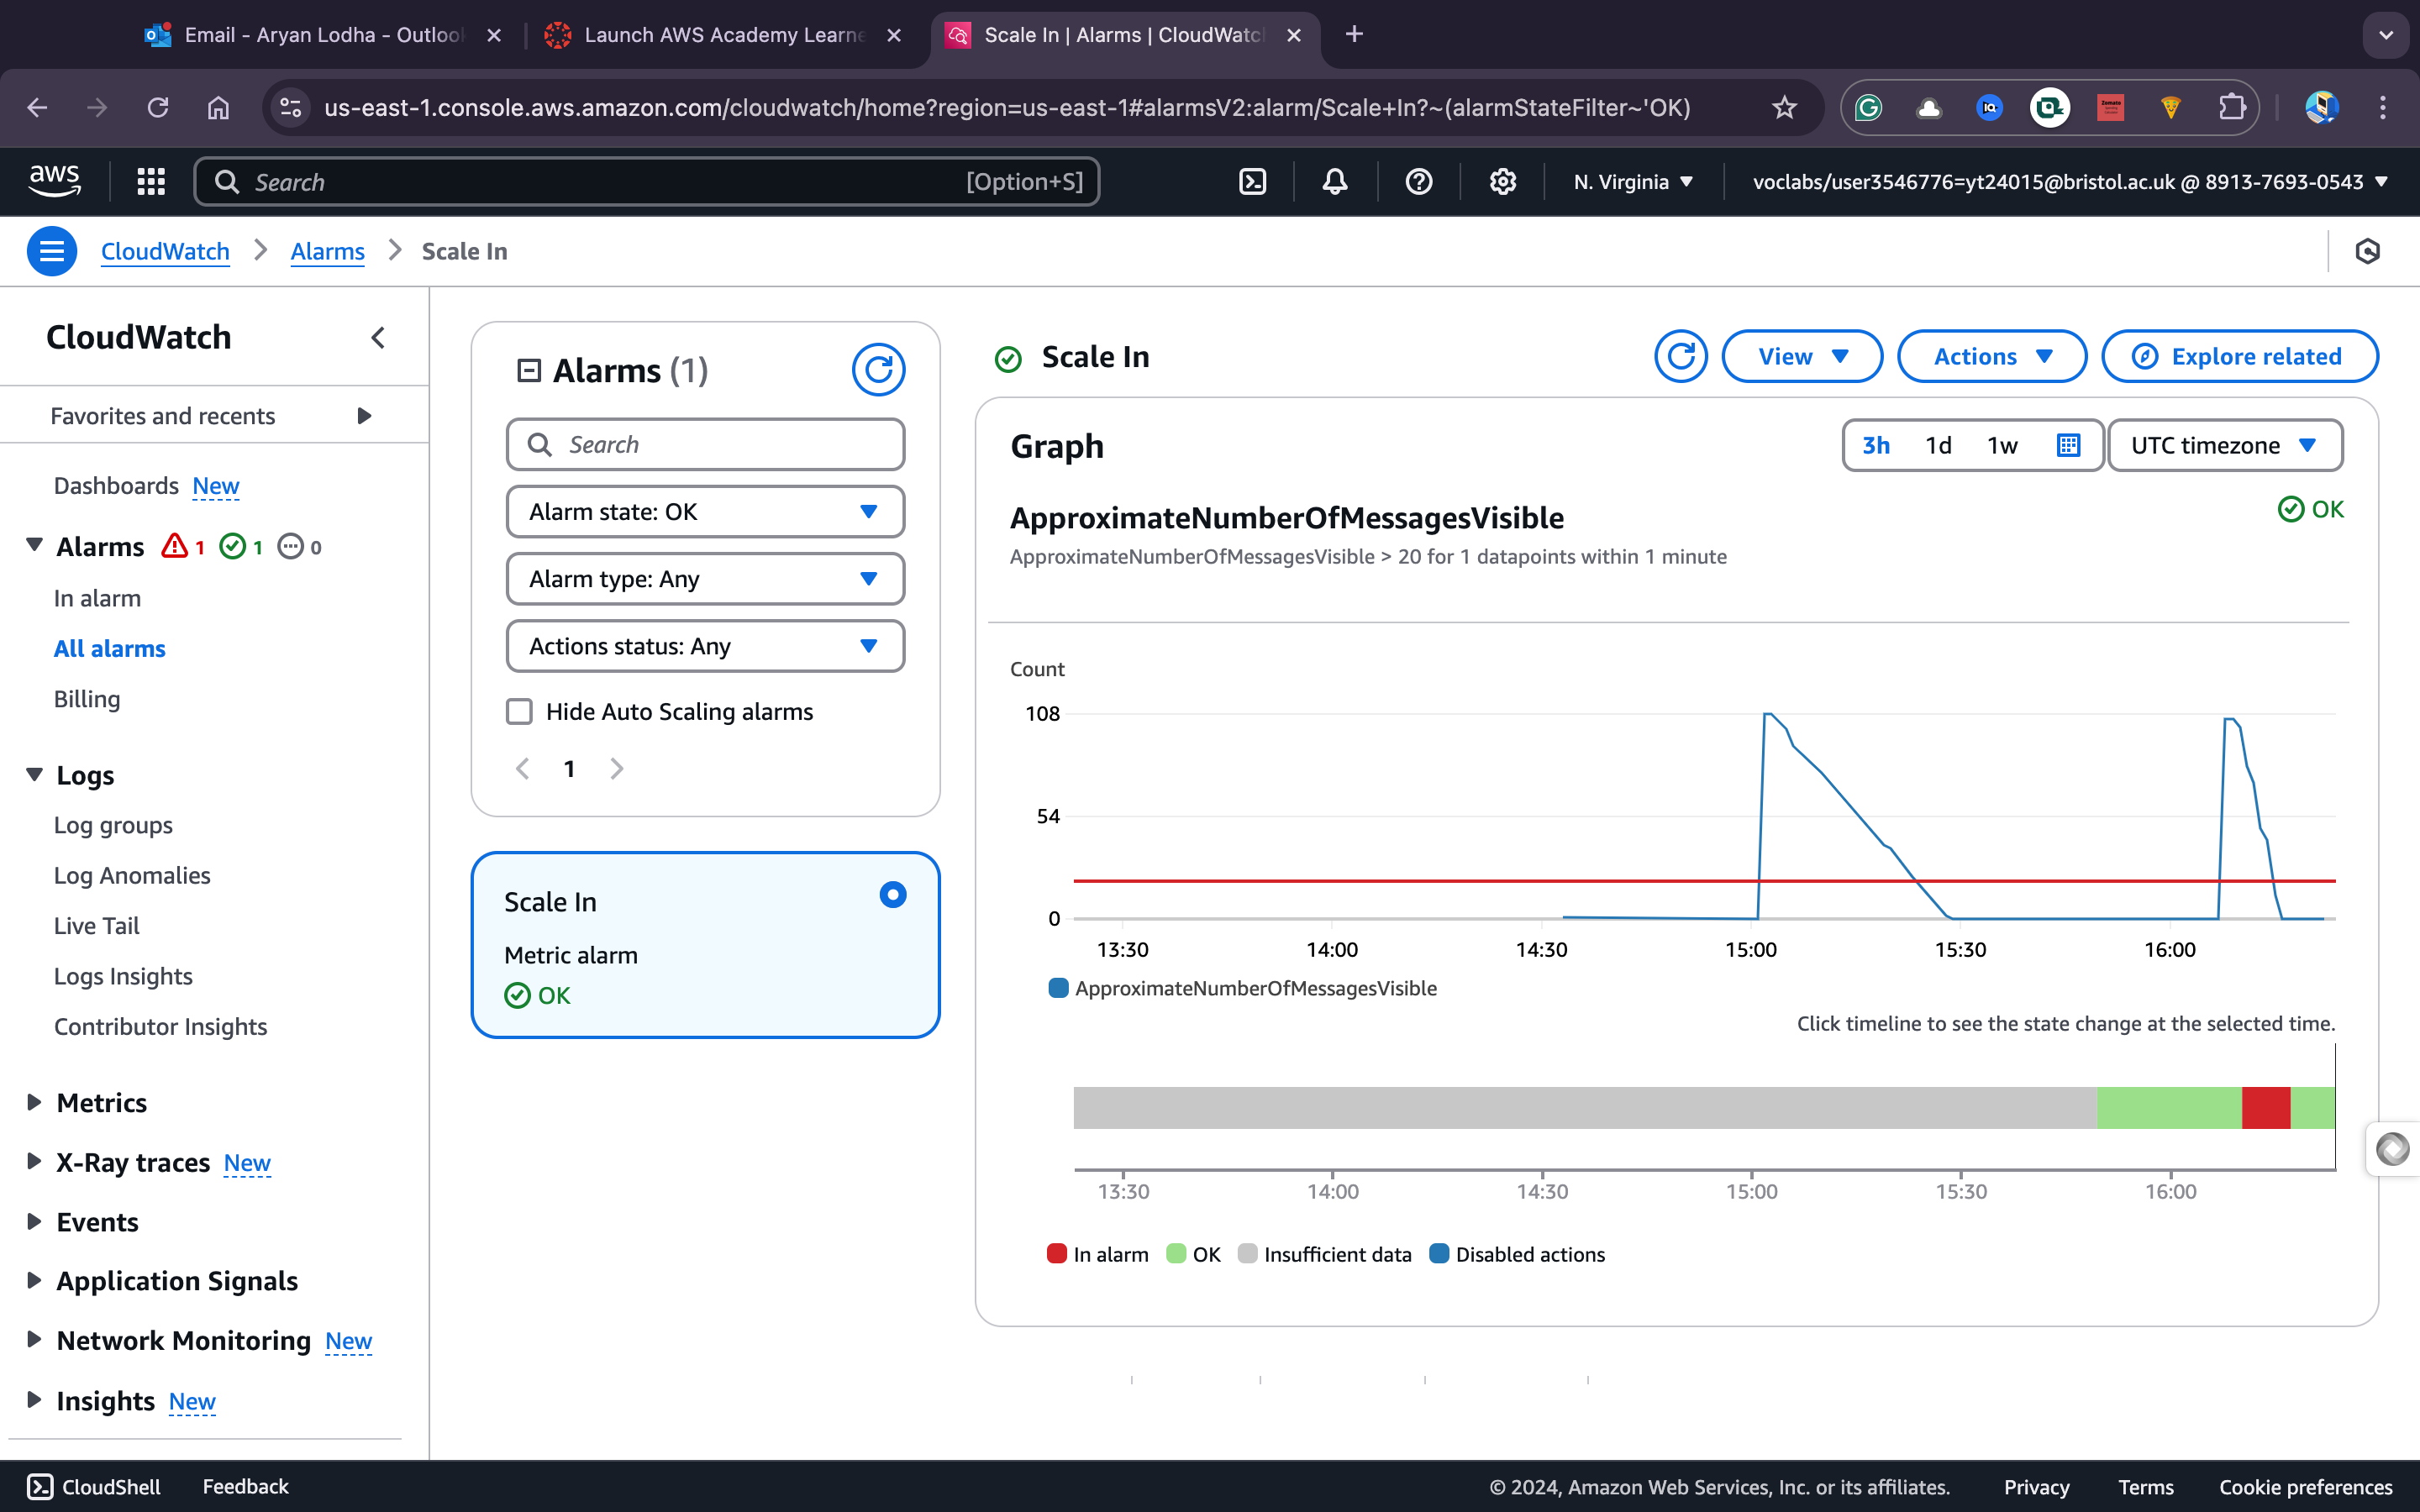 Email - Aryan Lodha - Outloo
Launch AWS Academy Learne
Scale In | Alarms | CloudWatc
us-east-1.console.aws.amazon.com/cloudwatch/home?region=us-east-1#alarmsV2:alarm/Scale+In?~(alarmStateFilter~'OK)
aws
Search
[Option+S]
N. Virginia
voclabs/user3546776=yt24015@bristol.ac.uk @ 8913-7693-0543
CloudWatch
Alarms
Scale In
CloudWatch
Favorites and recents
Dashboards New
Alarms 1 1 0
In alarm
All alarms
Billing
Logs
Log groups
Log Anomalies
Live Tail
Logs Insights
Contributor Insights
Metrics
X-Ray traces New
Events
Application Signals
Network Monitoring New
Insights New
Alarms (1)
Search
Alarm state: OK
Alarm type: Any
Actions status: Any
Hide Auto Scaling alarms
1
Scale In
Metric alarm
OK
Scale In
View
Actions
Explore related
Graph
3h 1d 1w
UTC timezone
ApproximateNumberOfMessagesVisible
OK
ApproximateNumberOfMessagesVisible > 20 for 1 datapoints within 1 minute
Count
108
54
0
13:30 14:00 14:30 15:00 15:30 16:00
ApproximateNumberOfMessagesVisible
Click timeline to see the state change at the selected time.
13:30 14:00 14:30 15:00 15:30 16:00
In alarm OK Insufficient data Disabled actions
CloudShell
Feedback
© 2024, Amazon Web Services, Inc. or its affiliates.
Privacy
Terms
Cookie preferences